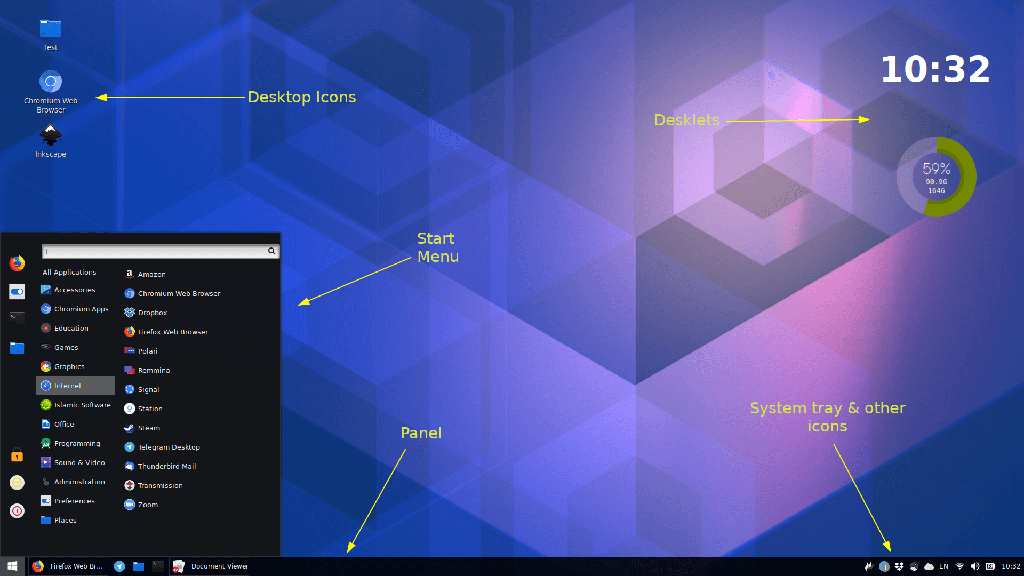 Test
Chromium Web
Browser
Inkscape
Desktop Icons
Desklets
10:32
59%
90.9G
164G
Start
Menu
All Applications
Accessories
Chromium Apps
Education
Games
Graphics
Internet
Islamic Software
Office
Programming
Sound & Video
Administration
Preferences
Places
Amazon
Chromium Web Browser
Dropbox
Firefox Web Browser
Polari
Remmina
Signal
Station
Steam
Telegram Desktop
Thunderbird Mail
Transmission
Zoom
Panel
System tray & other
icons
Firefox Web Br...
Document Viewer
EN
10:32